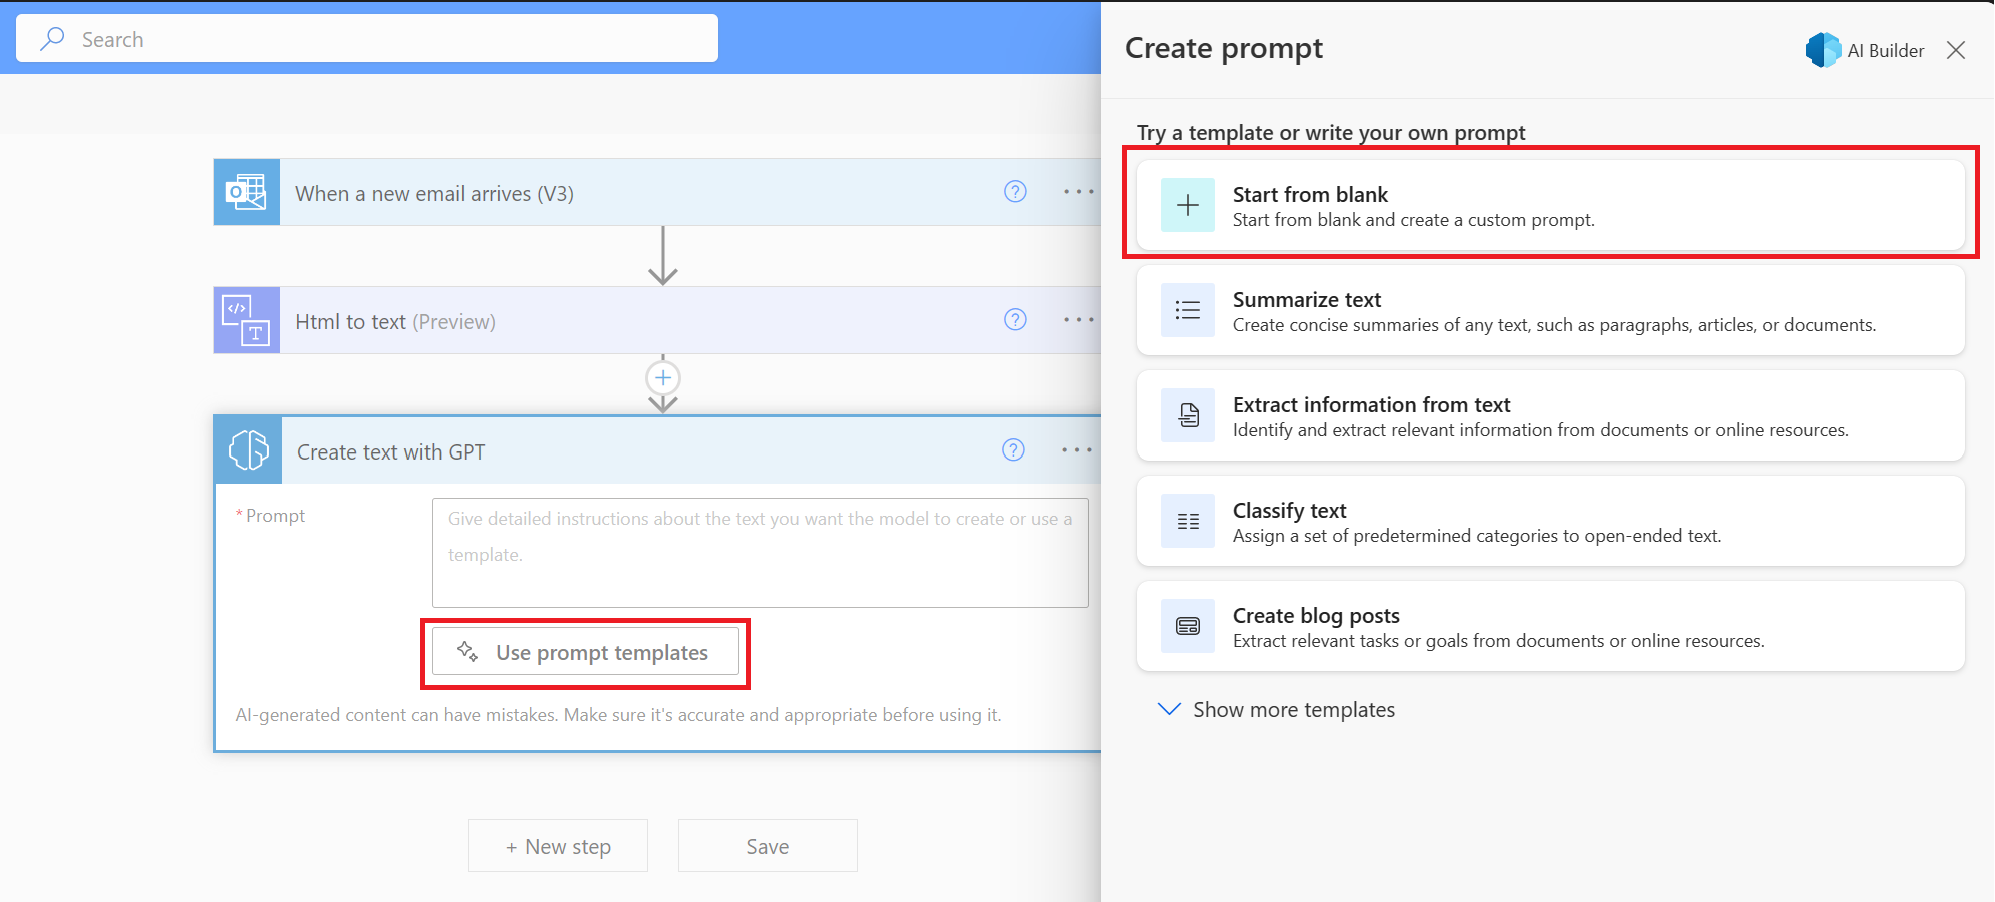 Search
When a new email arrives (V3)
Html to text (Preview)
Create text with GPT
* Prompt
Give detailed instructions about the text you want the model to create or use a
template.
Use prompt templates
AI-generated content can have mistakes. Make sure it's accurate and appropriate before using it.
+ New step
Save
Create prompt
AI Builder
Try a template or write your own prompt
Start from blank
Start from blank and create a custom prompt.
Summarize text
Create concise summaries of any text, such as paragraphs, articles, or documents.
Extract information from text
Identify and extract relevant information from documents or online resources.
Classify text
Assign a set of predetermined categories to open-ended text.
Create blog posts
Extract relevant tasks or goals from documents or online resources.
Show more templates